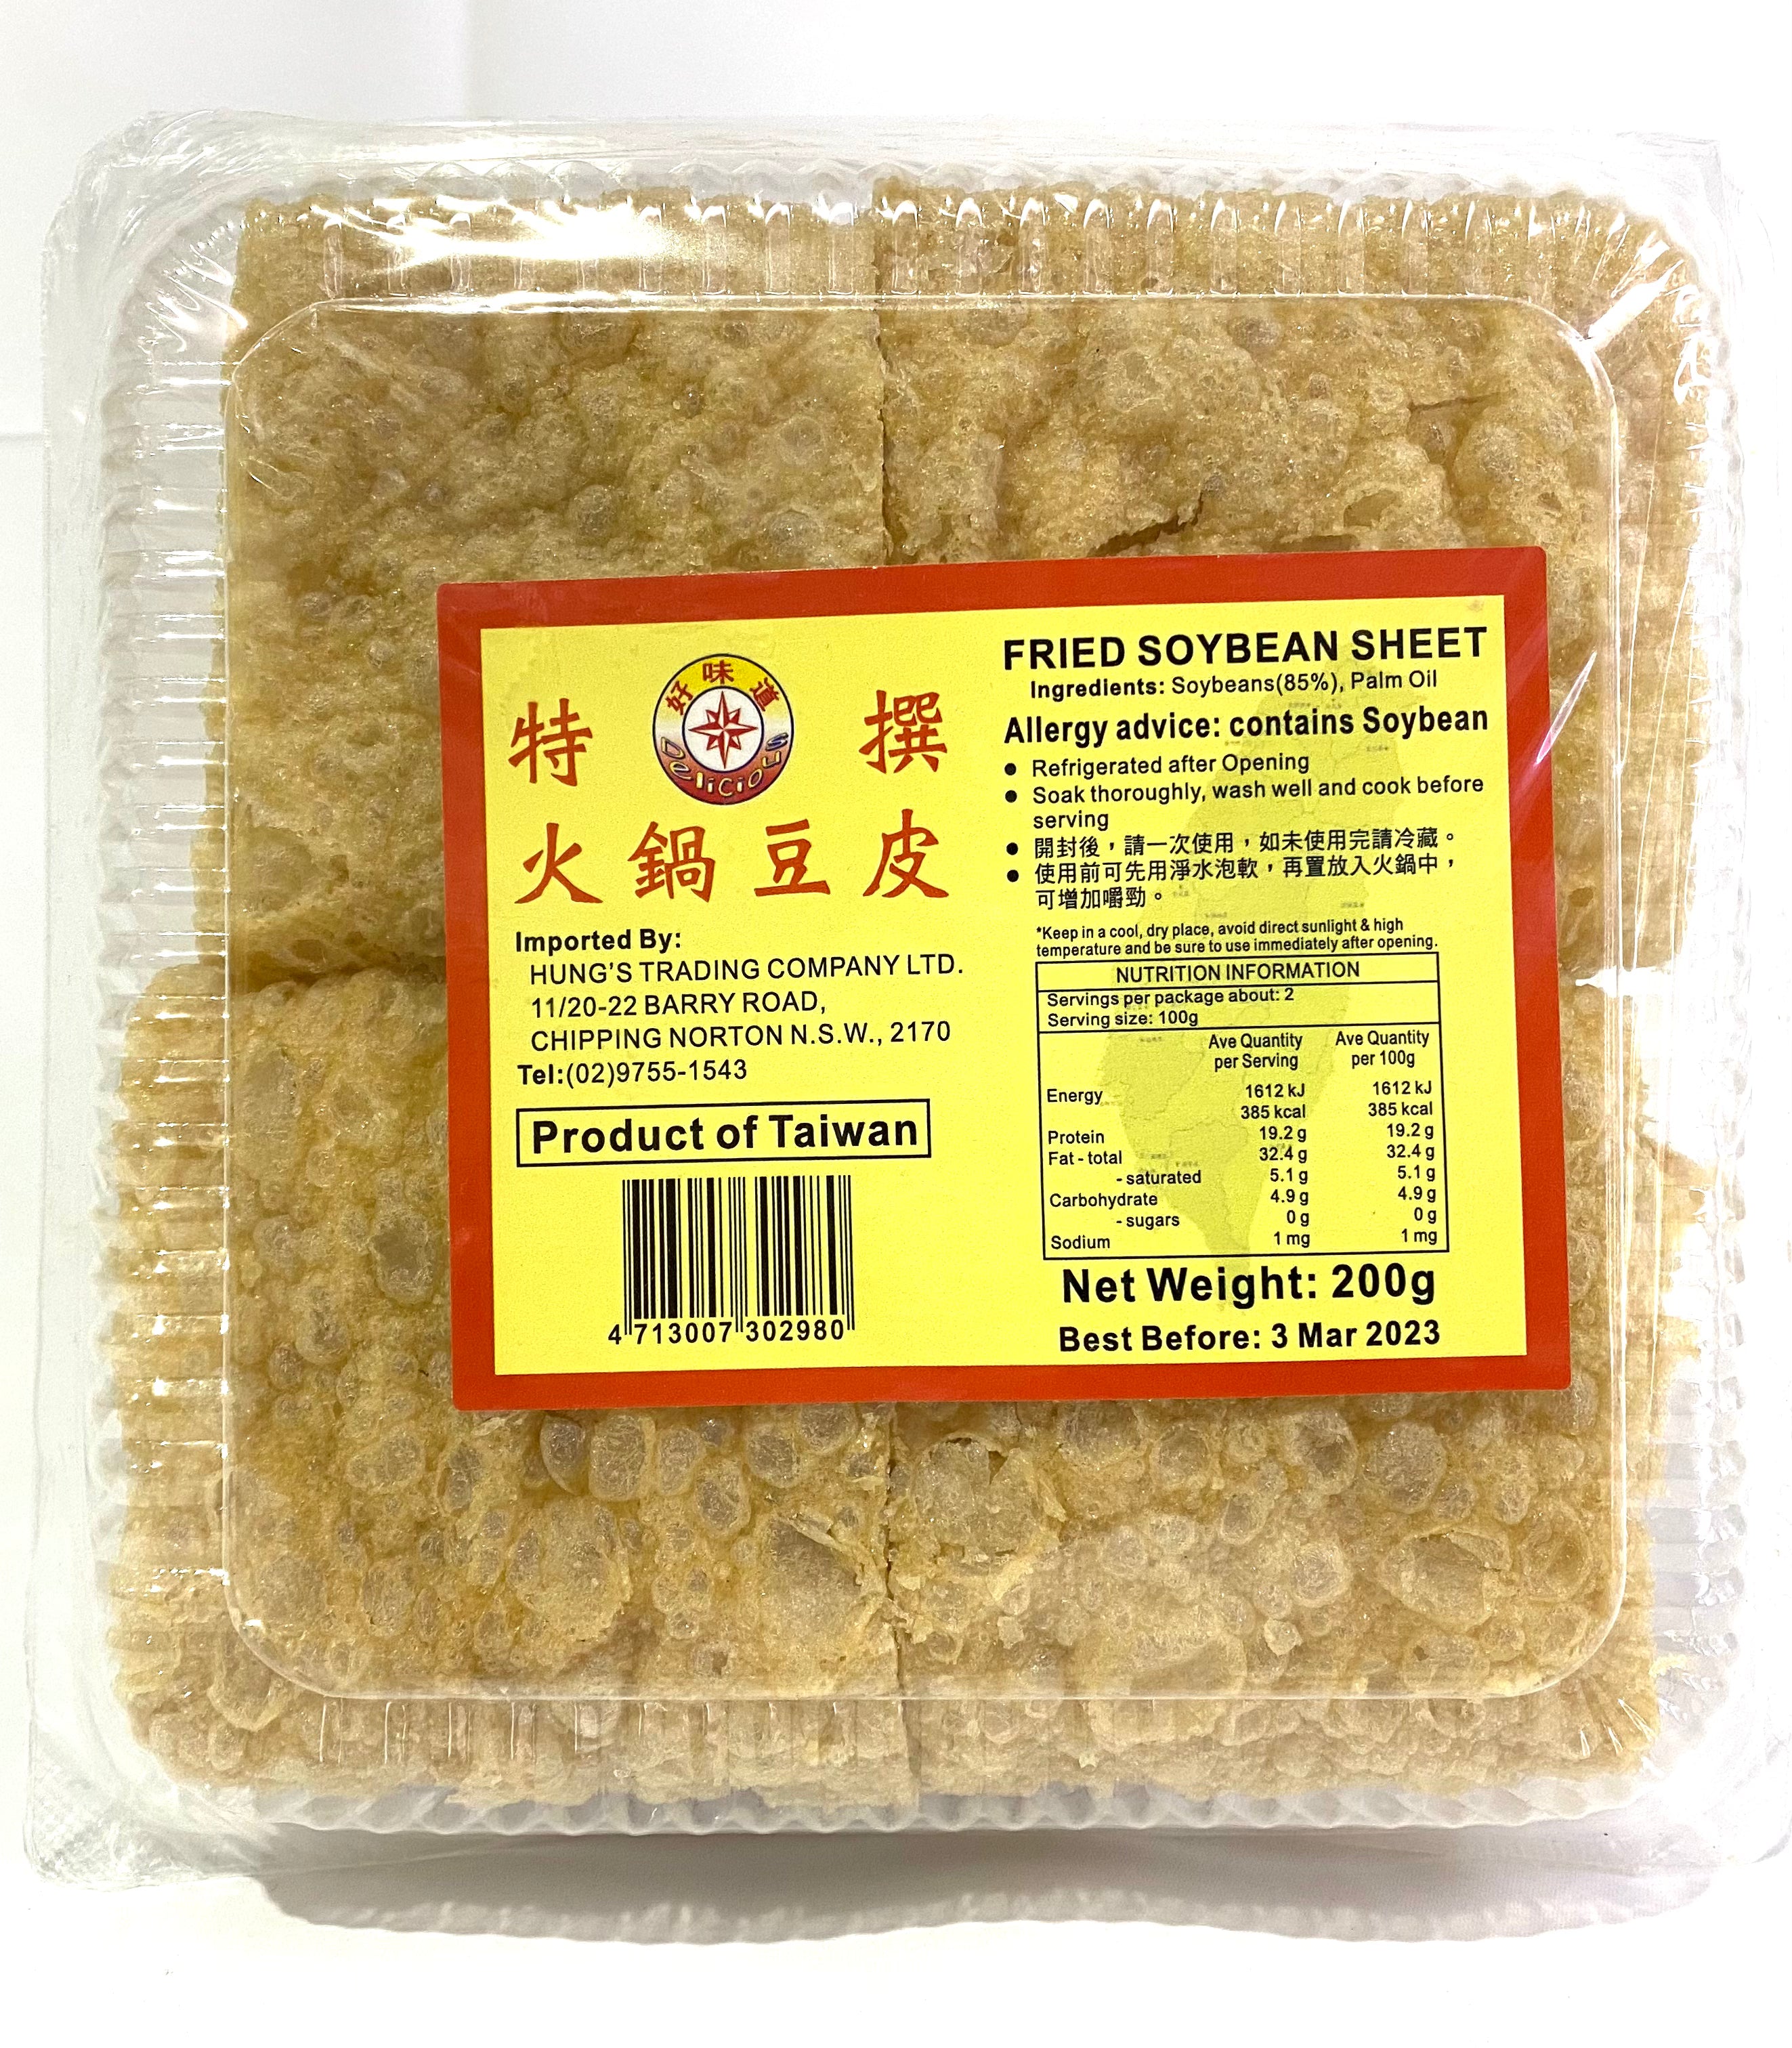 好味道
Delicious
特撰
火鍋豆皮
Imported By:
HUNG'S TRADING COMPANY LTD.
11/20-22 BARRY ROAD,
CHIPPING NORTON N.S.W., 2170
Tel:(02)9755-1543
Product of Taiwan
4 713007 302980
FRIED SOYBEAN SHEET
Ingredients: Soybeans(85%), Palm Oil
Allergy advice: contains Soybean
● Refrigerated after Opening
● Soak thoroughly, wash well and cook before
serving
● 開封後，請一次使用，如未使用完請冷藏。
● 使用前可先用淨水泡軟，再置放入火鍋中，
可增加嚼勁。
*Keep in a cool, dry place, avoid direct sunlight & high
temperature and be sure to use immediately after opening.
NUTRITION INFORMATION
Servings per package about: 2
Serving size: 100g
Ave Quantity Ave Quantity
per Serving per 100g
Energy 1612 kJ 1612 kJ
385 kcal 385 kcal
Protein 19.2 g 19.2 g
Fat - total 32.4 g 32.4 g
- saturated 5.1 g 5.1 g
Carbohydrate 4.9 g 4.9 g
- sugars 0 g 0 g
Sodium 1 mg 1 mg
Net Weight: 200g
Best Before: 3 Mar 2023